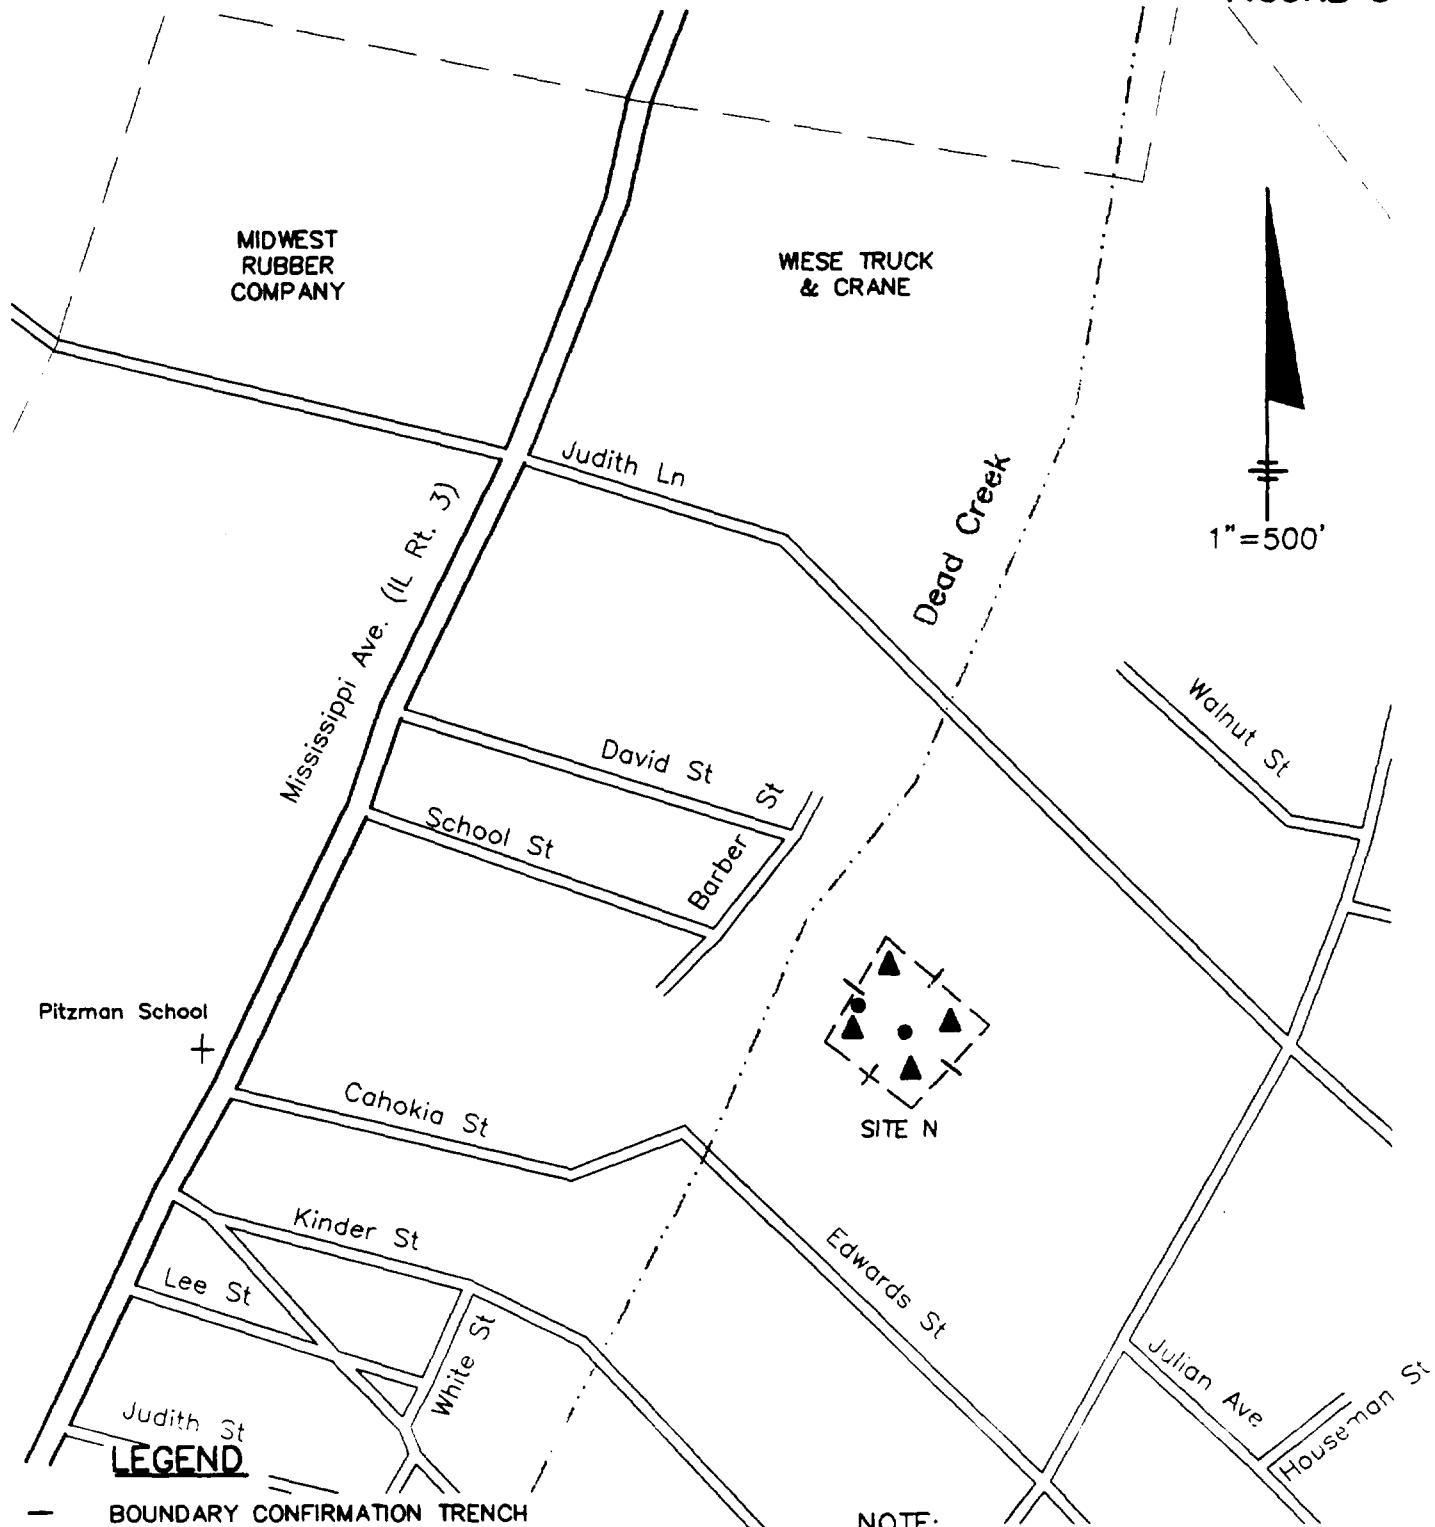 MIDWEST
RUBBER
COMPANY
WIESE TRUCK
& CRANE
1"=500'
Judith Ln
Mississippi Ave. (IL Rt. 3)
Dead Creek
Walnut St
David St
School St
Barber St
Pitzman School
SITE N
Cahokia St
Kinder St
Edwards St
Lee St
White St
Julian Ave
Houseman St
Judith St
LEGEND
BOUNDARY CONFIRMATION TRENCH
NOTE: